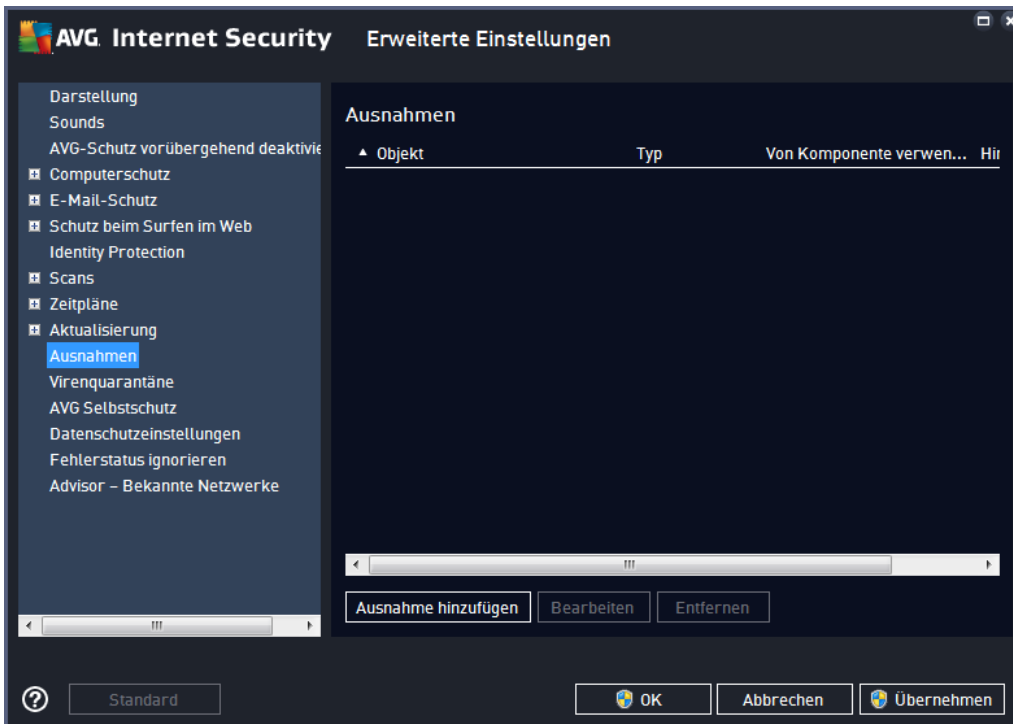 AVG. Internet Security Erweiterte Einstellungen
Darstellung
Sounds
AVG-Schutz vorübergehend deaktivie
Computerschutz
E-Mail-Schutz
Schutz beim Surfen im Web
Identity Protection
Scans
Zeitpläne
Aktualisierung
Ausnahmen
Virenquarantäne
AVG Selbstschutz
Datenschutzeinstellungen
Fehlerstatus ignorieren
Advisor – Bekannte Netzwerke
Ausnahmen
Objekt Typ Von Komponente verwen... Hin
Ausnahme hinzufügen Bearbeiten Entfernen
? Standard OK Abbrechen Übernehmen